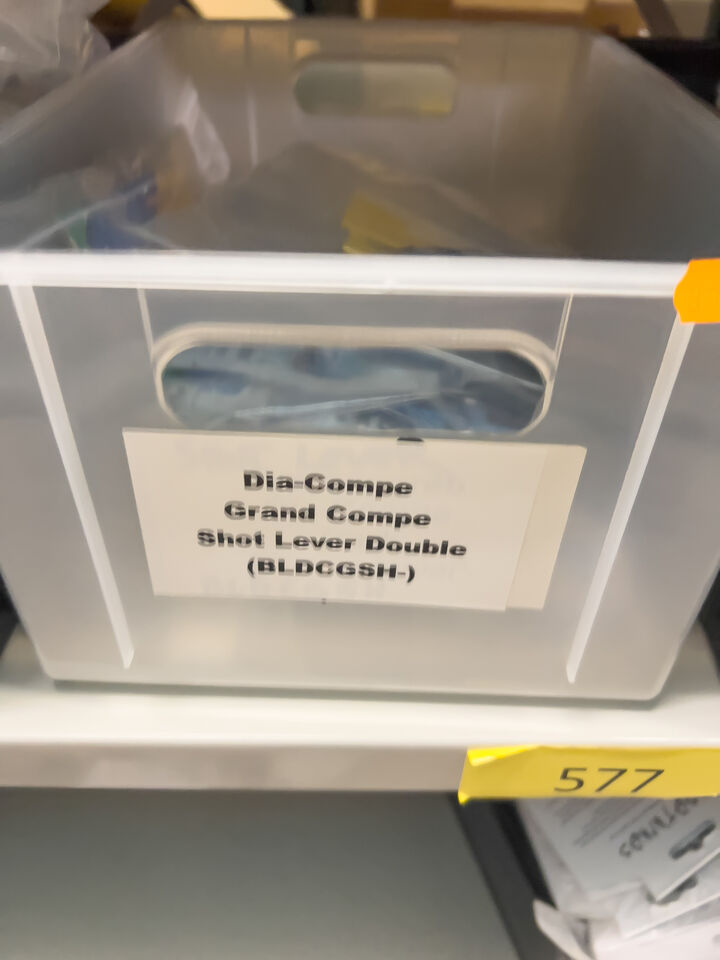 Dia-Compe
Grand Compe
Shot Lever Double
(BLDCGSH-)
577